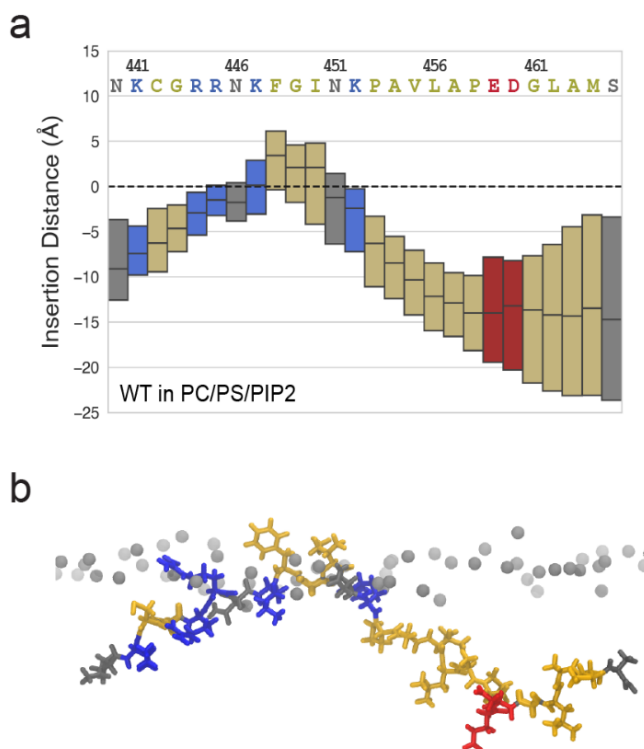 a
15
10
5
0
−5
−10
−15
−20
−25
Insertion Distance (Å)
441 446 451 456 461
N K C G R R N K F G I N K P A V L A P E D G L A M S
WT in PC/PS/PIP2
b